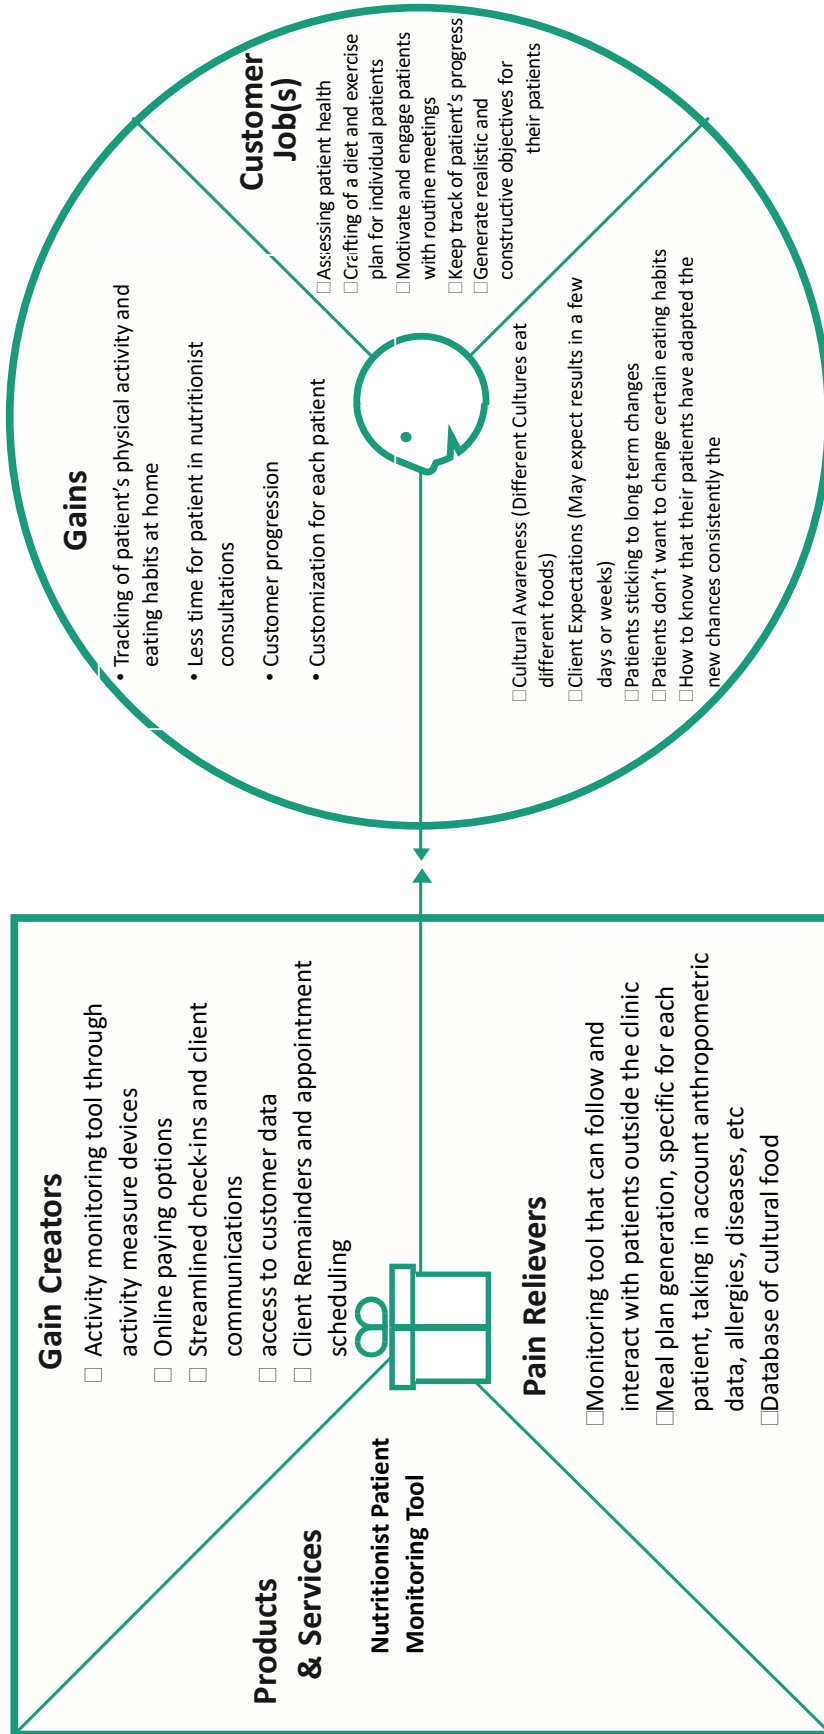 Products
& Services
Nutritionist Patient
Monitoring Tool
Gain Creators
☐ Activity monitoring tool through
activity measure devices
☐ Online paying options
☐ Streamlined check-ins and client
communications
☐ access to customer data
☐ Client Remainders and appointment
scheduling
Pain Relievers
☐Monitoring tool that can follow and
interact with patients outside the clinic
☐Meal plan generation, specific for each
patient, taking in account anthropometric
data, allergies, diseases, etc
☐Database of cultural food
Gains
• Tracking of patient's physical activity and
eating habits at home
• Less time for patient in nutritionist
consultations
• Customer progression
• Customization for each patient
Customer
Job(s)
☐Assessing patient health
☐Crafting of a diet and exercise
plan for individual patients
☐Motivate and engage patients
with routine meetings
☐Keep track of patient's progress
☐Generate realistic and
constructive objectives for
their patients
☐Cultural Awareness (Different Cultures eat
different foods)
☐Client Expectations (May expect results in a few
days or weeks)
☐Patients sticking to long term changes
☐Patients don't want to change certain eating habits
☐How to know that their patients have adapted the
new chances consistently the